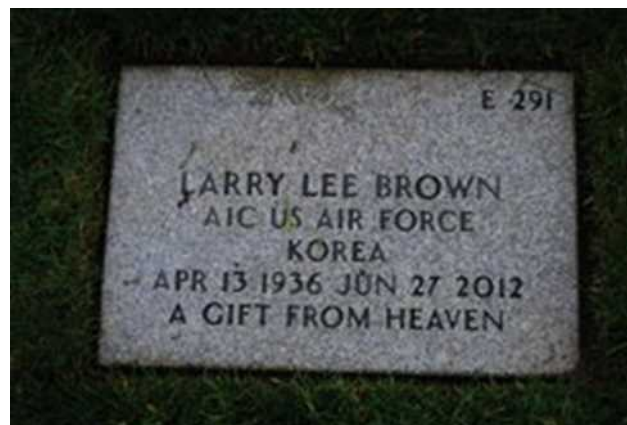 E 291
LARRY LEE BROWN
A1C US AIR FORCE
KOREA
APR 13 1936 JUN 27 2012
A GIFT FROM HEAVEN